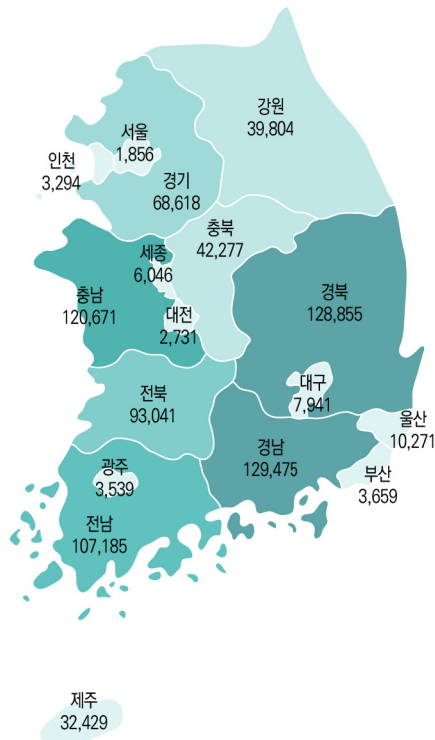 강원
39,804
서울
1,856
인천
3,294
경기
68,618
충북
42,277
세종
6,046
충남
120,671
대전
2,731
경북
128,855
대구
7,941
전북
93,041
울산
10,271
경남
129,475
부산
3,659
광주
3,539
전남
107,185
제주
32,429